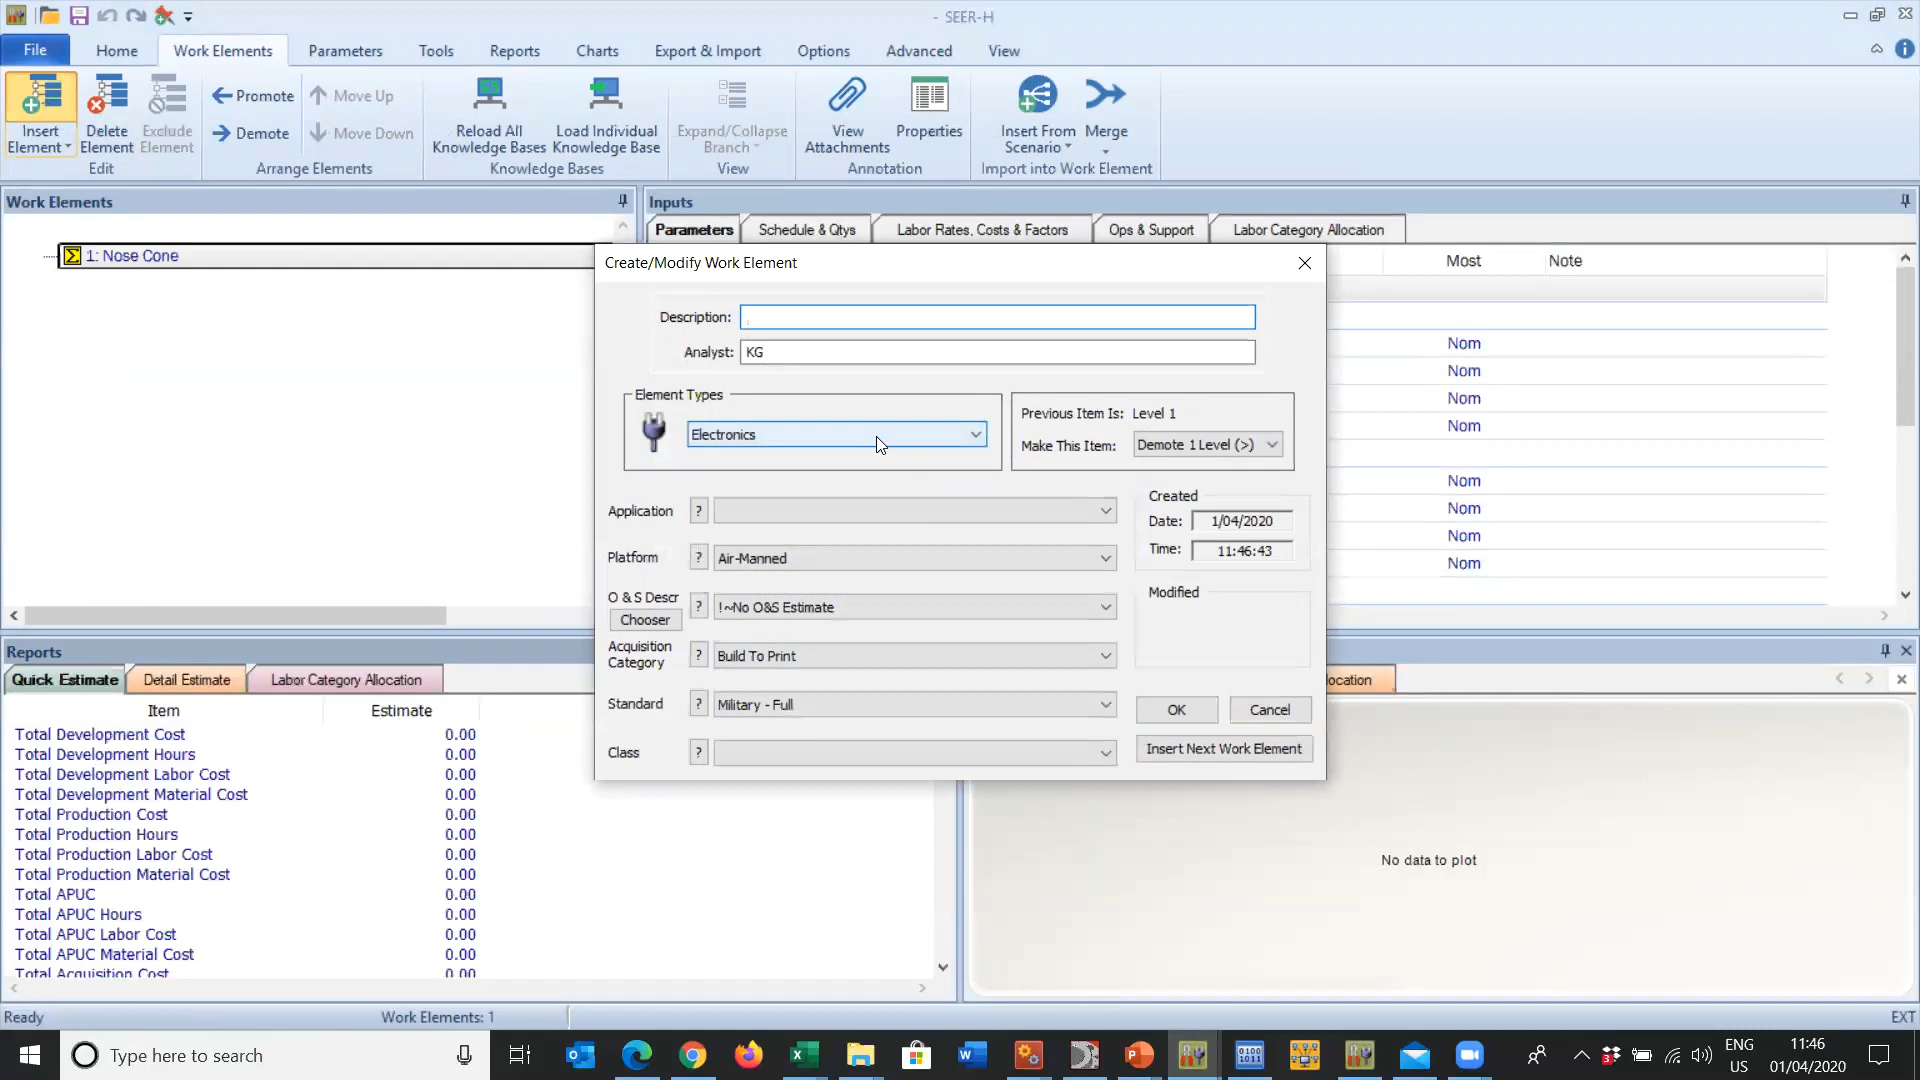 - SEER-H
File
Home
Work Elements
Parameters
Tools
Reports
Charts
Export & Import
Options
Advanced
View
Insert Element
Delete Element
Exclude Element
Edit
Promote
Demote
Move Up
Move Down
Arrange Elements
Reload All Knowledge Bases
Load Individual Knowledge Base
Knowledge Bases
Expand/Collapse Branch
View
View Attachments
Properties
Annotation
Insert From Scenario
Merge
Import into Work Element
Work Elements
1: Nose Cone
Inputs
Parameters
Schedule & Qtys
Labor Rates, Costs & Factors
Ops & Support
Labor Category Allocation
Most
Note
Nom
Nom
Nom
Nom
Nom
Nom
Nom
Nom
Create/Modify Work Element
Description:
Analyst: KG
Element Types
Electronics
Previous Item Is: Level 1
Make This Item: Demote 1 Level (>)
Application ?
Platform ? Air-Manned
O & S Descr ? !~No O&S Estimate
Chooser
Acquisition Category ? Build To Print
Standard ? Military - Full
Class ?
Created
Date: 1/04/2020
Time: 11:46:43
Modified
OK
Cancel
Insert Next Work Element
Reports
Quick Estimate
Detail Estimate
Labor Category Allocation
Item Estimate
Total Development Cost 0.00
Total Development Hours 0.00
Total Development Labor Cost 0.00
Total Development Material Cost 0.00
Total Production Cost 0.00
Total Production Hours 0.00
Total Production Labor Cost 0.00
Total Production Material Cost 0.00
Total APUC 0.00
Total APUC Hours 0.00
Total APUC Labor Cost 0.00
Total APUC Material Cost 0.00
Total Acquisition Cost 0.00
ocation
No data to plot
Ready
Work Elements: 1
EXT
Type here to search
ENG
US
11:46
01/04/2020